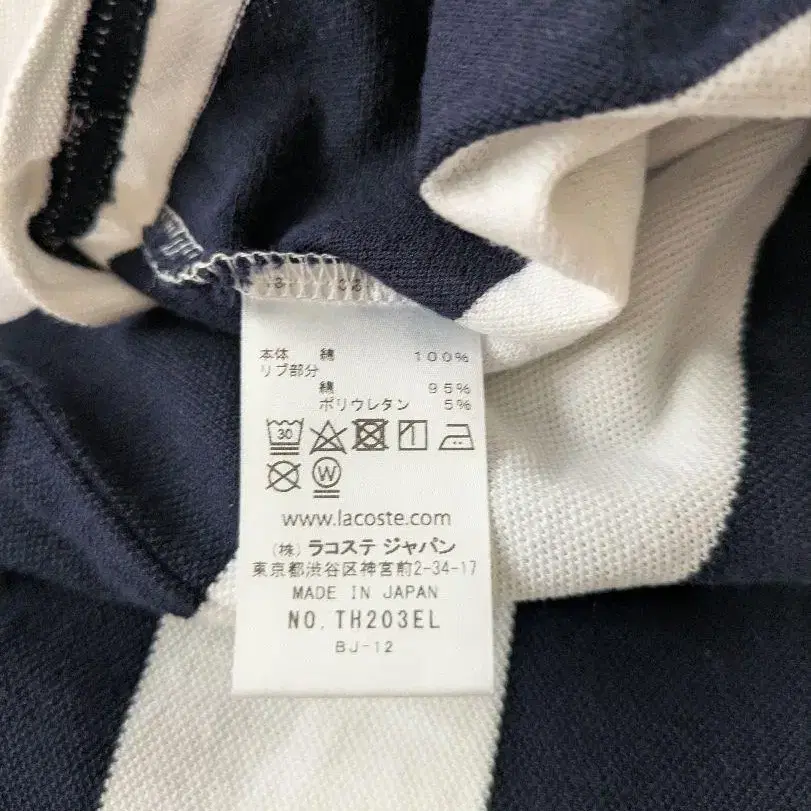 本体 綿 100%
リブ部分
綿 95%
ポリウレタン 5%
30
W
www.lacoste.com
(株) ラコステ ジャパン
東京都渋谷区神宮前2-34-17
MADE IN JAPAN
NO. TH203EL
BJ-12